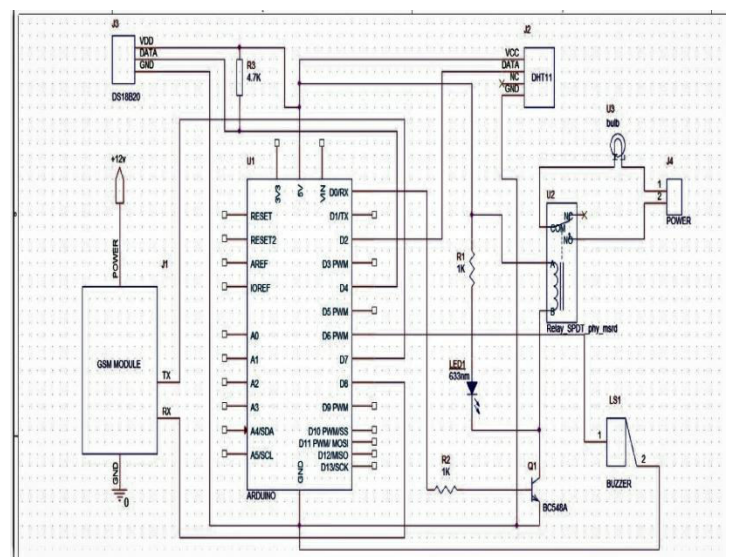 J3
VDD
DATA
GND
DS18B20
R3
4.7K
J2
VCC
DATA
NC
GND
DHT11
U3
bulb
J4
1
2
POWER
+12v
POWER
J1
GSM MODULE
TX
RX
GND
0
U1
3V3
5V
VIN
D0/RX
RESET
D1/TX
RESET2
D2
AREF
D3 PWM
IOREF
D4
D5 PWM
A0
D6 PWM
A1
D7
A2
D8
A3
D9 PWM
A4/SDA
D10 PWM/SS
D11 PWM/ MOSI
A5/SCL
D12/MISO
D13/SCK
GND
ARDUINO
R1
1K
LED1
633nm
R2
1K
Q1
BC548A
U2
NC
COM
NO
A
B
Relay_SPDT_phy_msrd
LS1
1
2
BUZZER